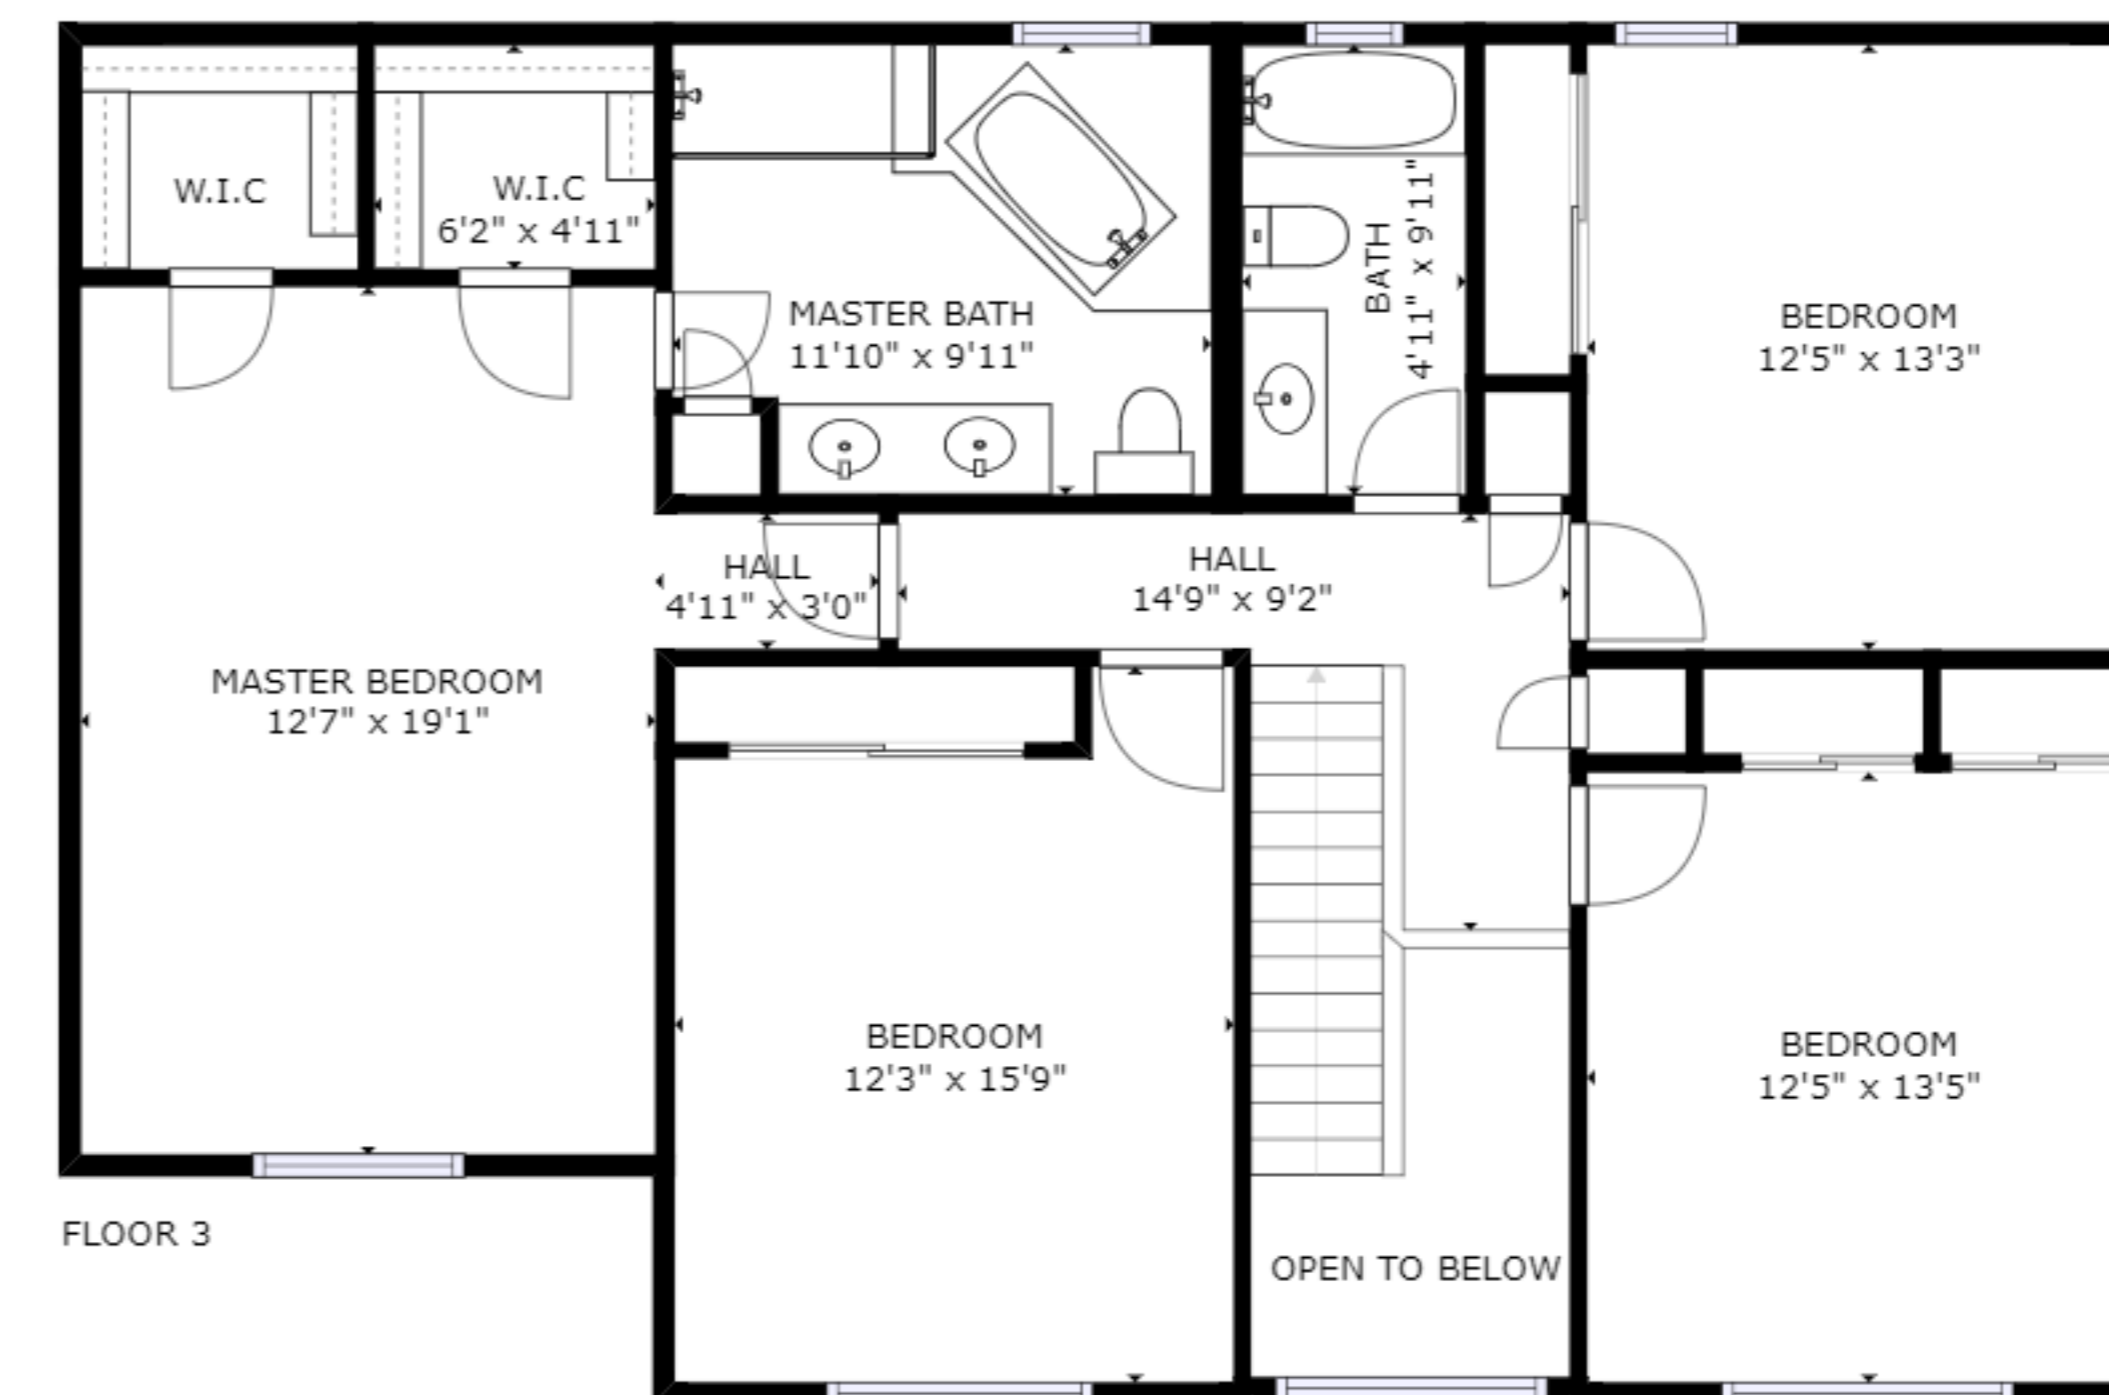 W.I.C
W.I.C
6'2" x 4'11"
MASTER BATH
11'10" x 9'11"
BATH
4'11" x 9'11"
BEDROOM
12'5" x 13'3"
HALL
4'11" x 3'0"
HALL
14'9" x 9'2"
MASTER BEDROOM
12'7" x 19'1"
BEDROOM
12'3" x 15'9"
BEDROOM
12'5" x 13'5"
FLOOR 3
OPEN TO BELOW